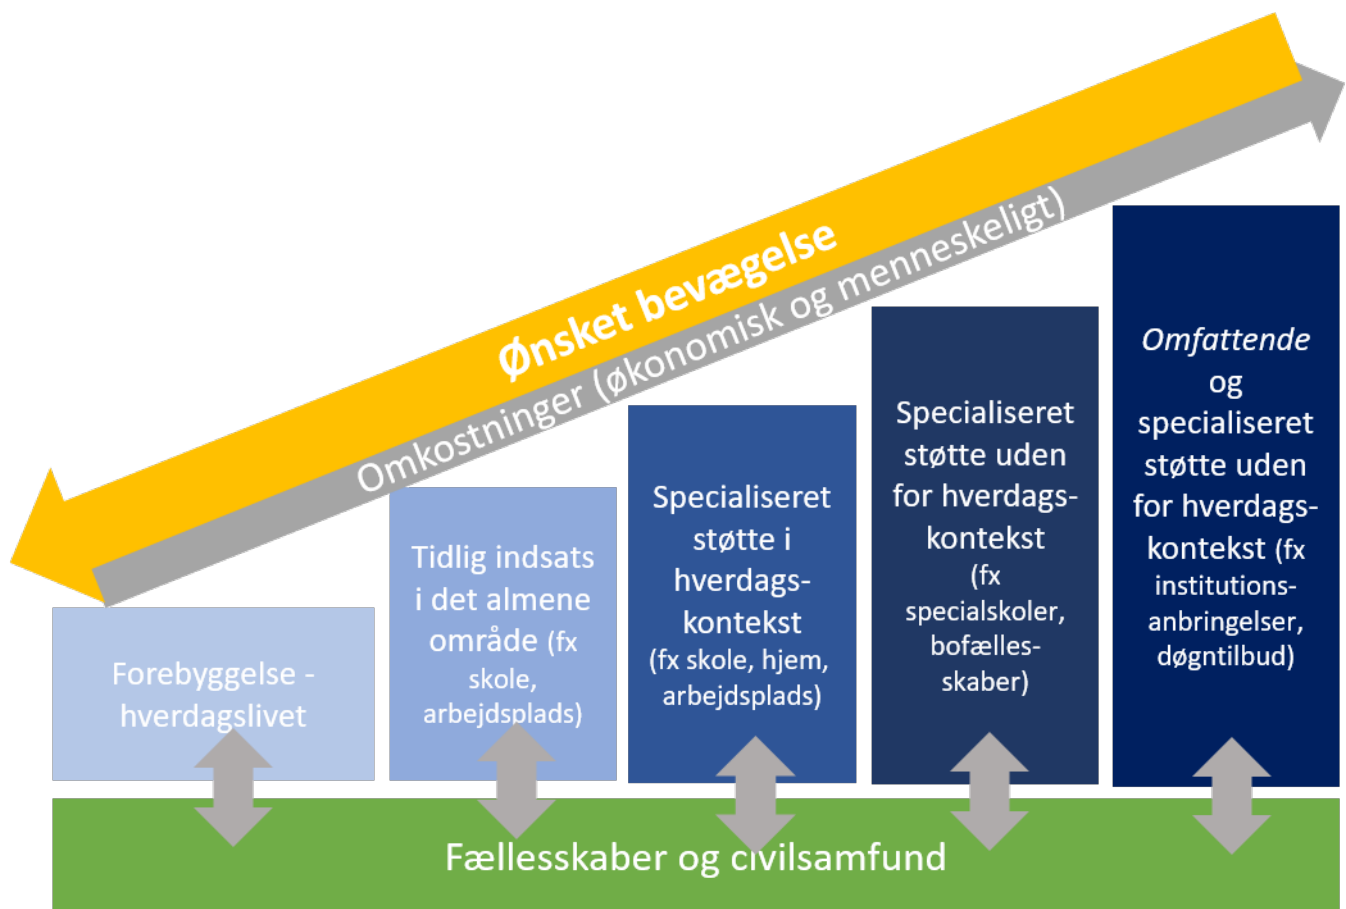 Ønsket bevægelse
Omkostninger (økonomisk og menneskeligt)
Forebyggelse -
hverdagslivet
Tidlig indsats
i det almene
område (fx
skole,
arbejdsplads)
Specialiseret
støtte i
hverdags-
kontekst
(fx skole, hjem,
arbejdsplads)
Specialiseret
støtte uden
for hverdags-
kontekst
(fx
specialskoler,
bofælles-
skaber)
Omfattende
og
specialiseret
støtte uden
for hverdags-
kontekst (fx
institutions-
anbringelser,
døgntilbud)
Fællesskaber og civilsamfund